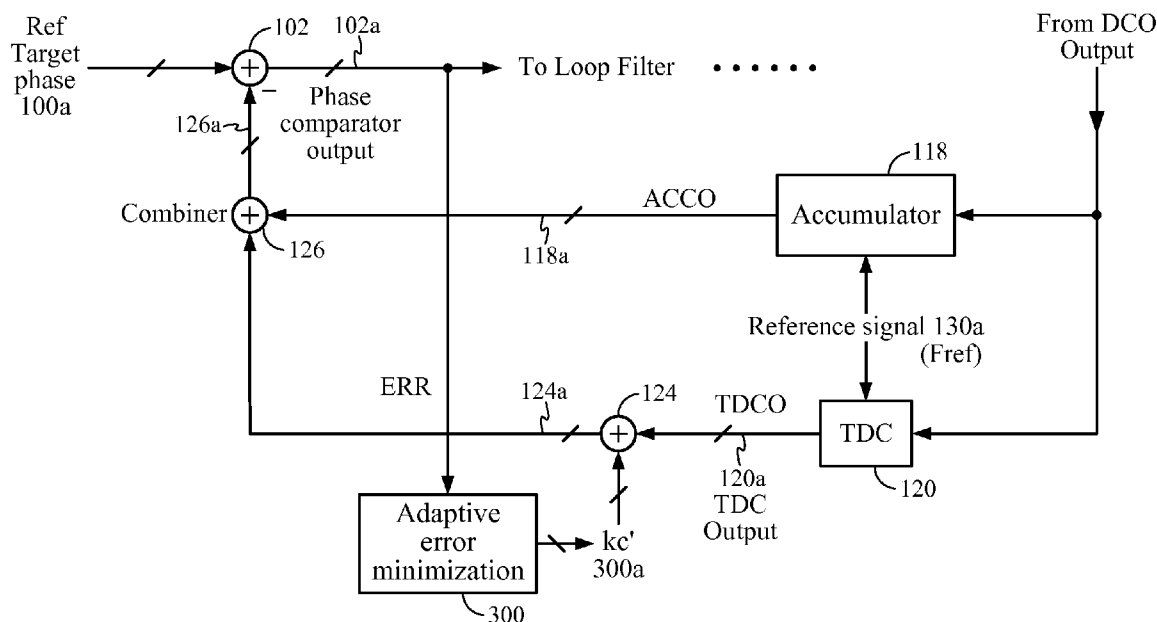 Ref
Target
phase
100a
102
102a
To Loop Filter
From DCO
Output
−
Phase
comparator
output
126a
118
Accumulator
ACCO
118a
Combiner
126
Reference signal 130a
(Fref)
ERR
124a
124
TDCO
TDC
120a
TDC
Output
120
Adaptive
error
minimization
kc'
300a
300